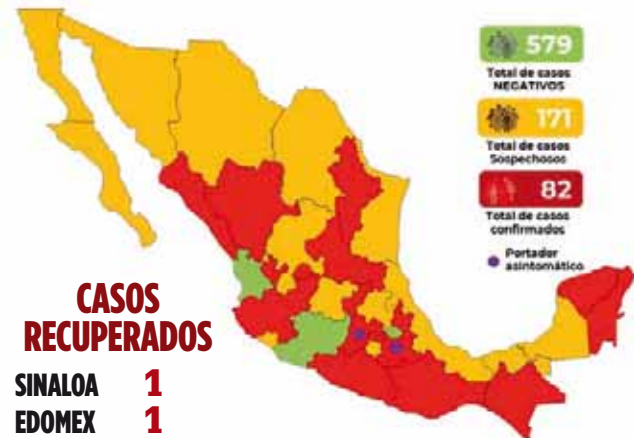 579
Total de casos
NEGATIVOS
171
Total de casos
Sospechosos
82
Total de casos
confirmados
Portador
asintomático
CASOS
RECUPERADOS
SINALOA 1
EDOMEX 1